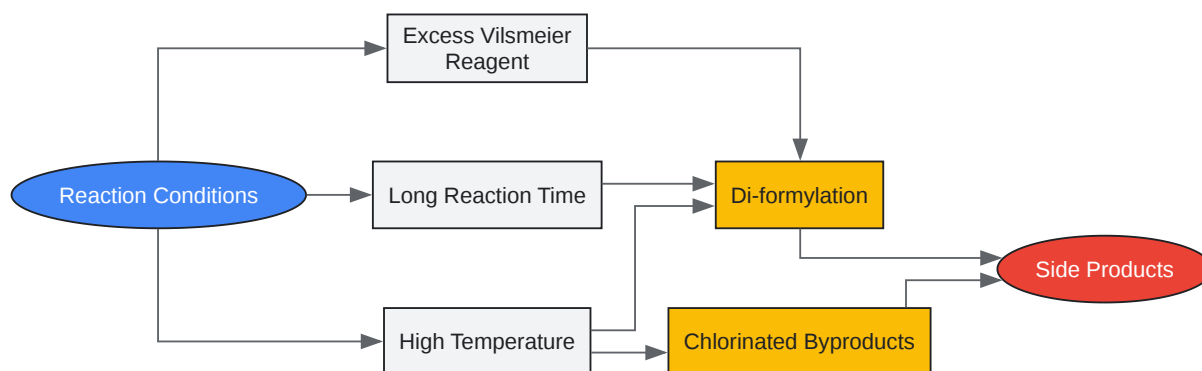 Excess Vilsmeier
Reagent
Reaction Conditions
Long Reaction Time
Di-formylation
Side Products
High Temperature
Chlorinated Byproducts